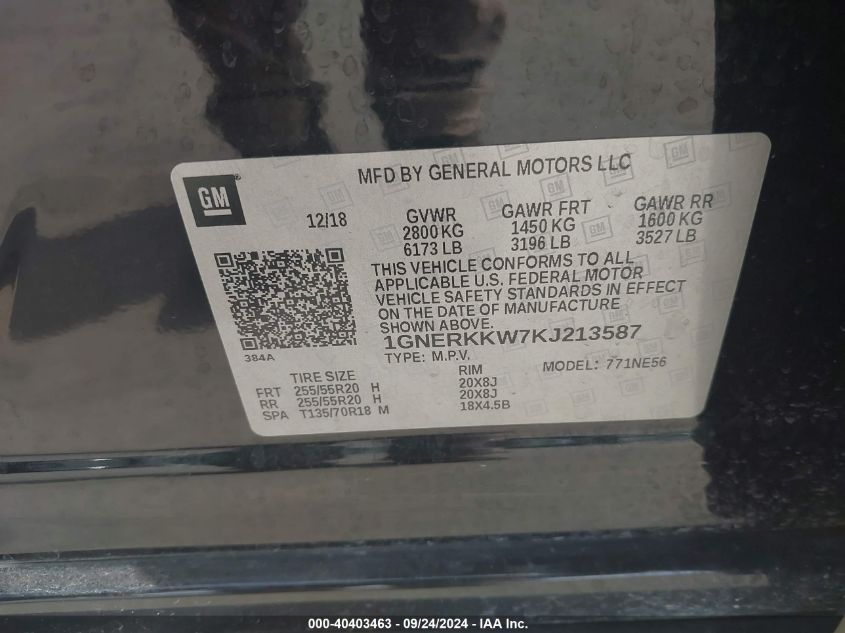 MFD BY GENERAL MOTORS LLC
GM
12/18 GVWR GAWR FRT GAWR RR
2800 KG 1450 KG 1600 KG
6173 LB 3196 LB 3527 LB
THIS VEHICLE CONFORMS TO ALL
APPLICABLE U.S. FEDERAL MOTOR
VEHICLE SAFETY STANDARDS IN EFFECT
ON THE DATE OF MANUFACTURE
SHOWN ABOVE.
1GNERKKW7KJ213587
384A
TYPE: M.P.V. MODEL: 771NE56
TIRE SIZE RIM
FRT 255/55R20 H 20X8J
RR 255/55R20 H 20X8J
SPA T135/70R18 M 18X4.5B
000-40403463 - 09/24/2024 - IAA Inc.